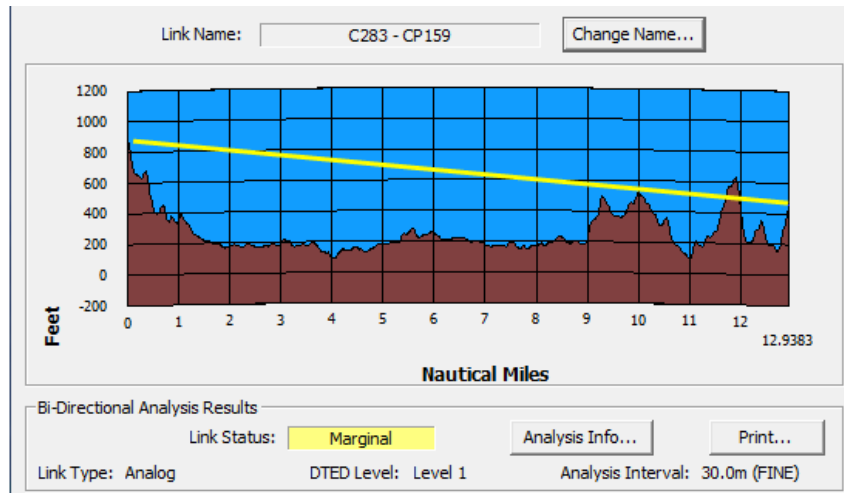 Link Name: C283 - CP159 Change Name...
1200
1000
800
600
400
200
0
-200
Feet
0 1 2 3 4 5 6 7 8 9 10 11 12
12.9383
Nautical Miles
Bi-Directional Analysis Results
Link Status: Marginal Analysis Info... Print...
Link Type: Analog DTED Level: Level 1 Analysis Interval: 30.0m (FINE)